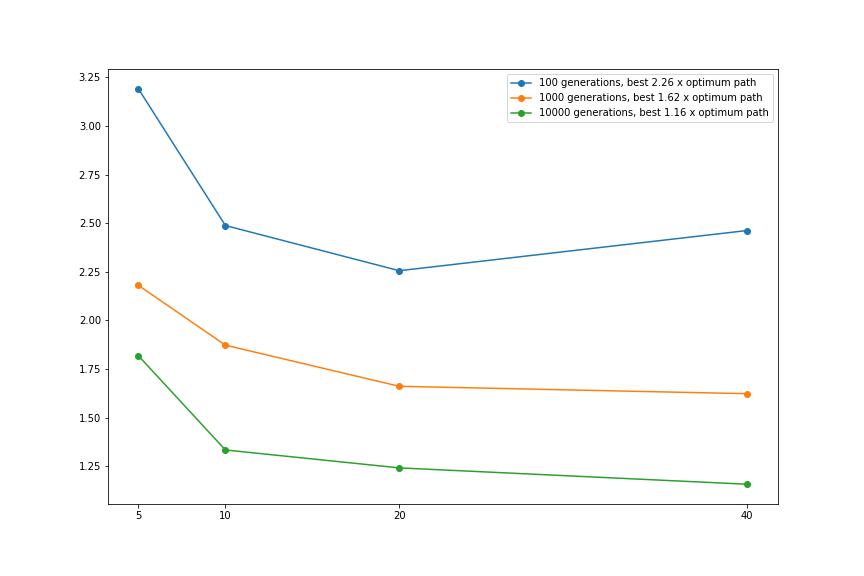 100 generations, best 2.26 x optimum path
1000 generations, best 1.62 x optimum path
10000 generations, best 1.16 x optimum path
3.25
3.00
2.75
2.50
2.25
2.00
1.75
1.50
1.25
5 10 20 40